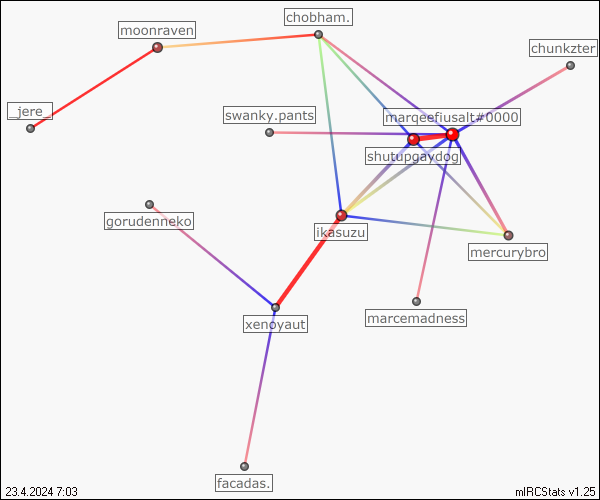 chobham.
moonraven
chunkzter
_jere_
swanky.pants
marqeefiusalt#0000
shutupgaydog
gorudenneko
ikasuzu
mercurybro
xenoyaut
marcemadness
facadas.
23.4.2024 7:03
mIRCStats v1.25